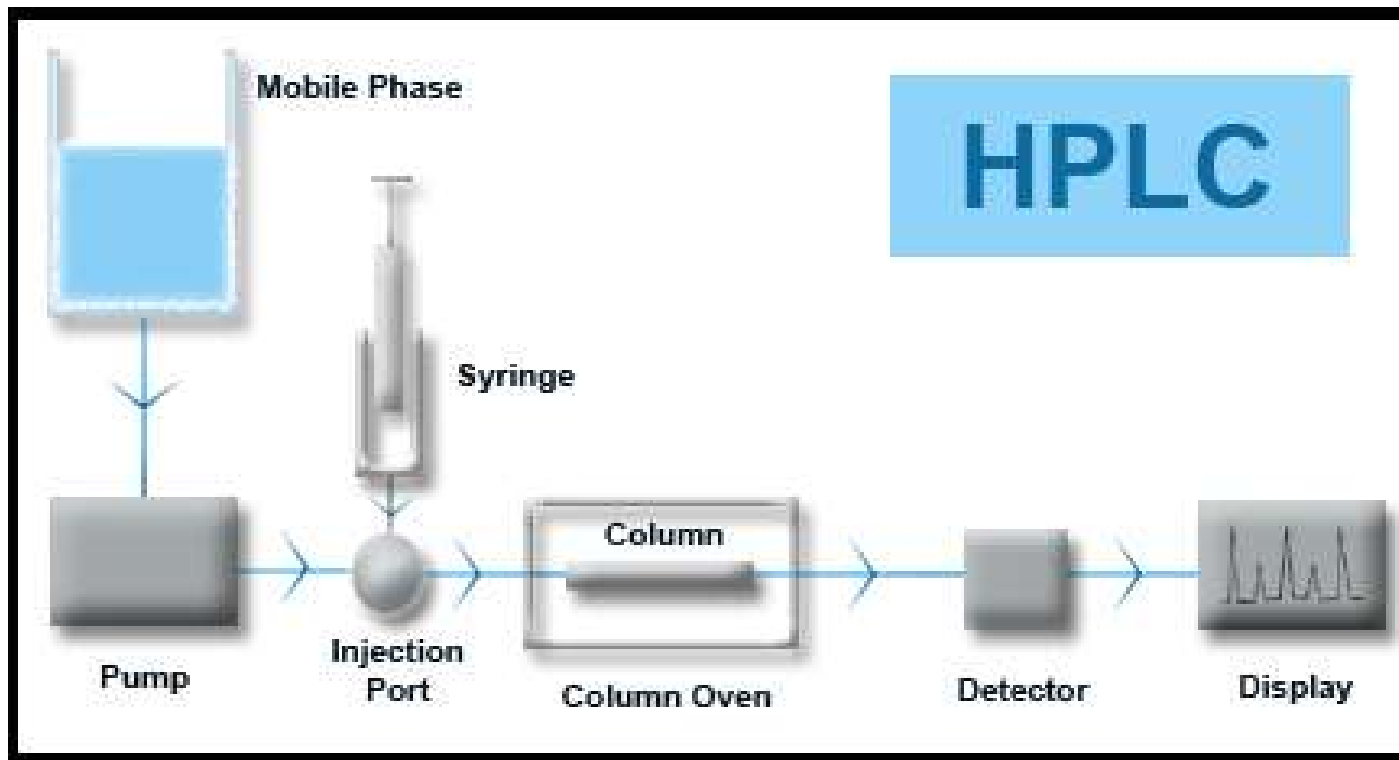 Mobile Phase
HPLC
Syringe
Column
Injection
Port
Pump
Column Oven
Detector
Display